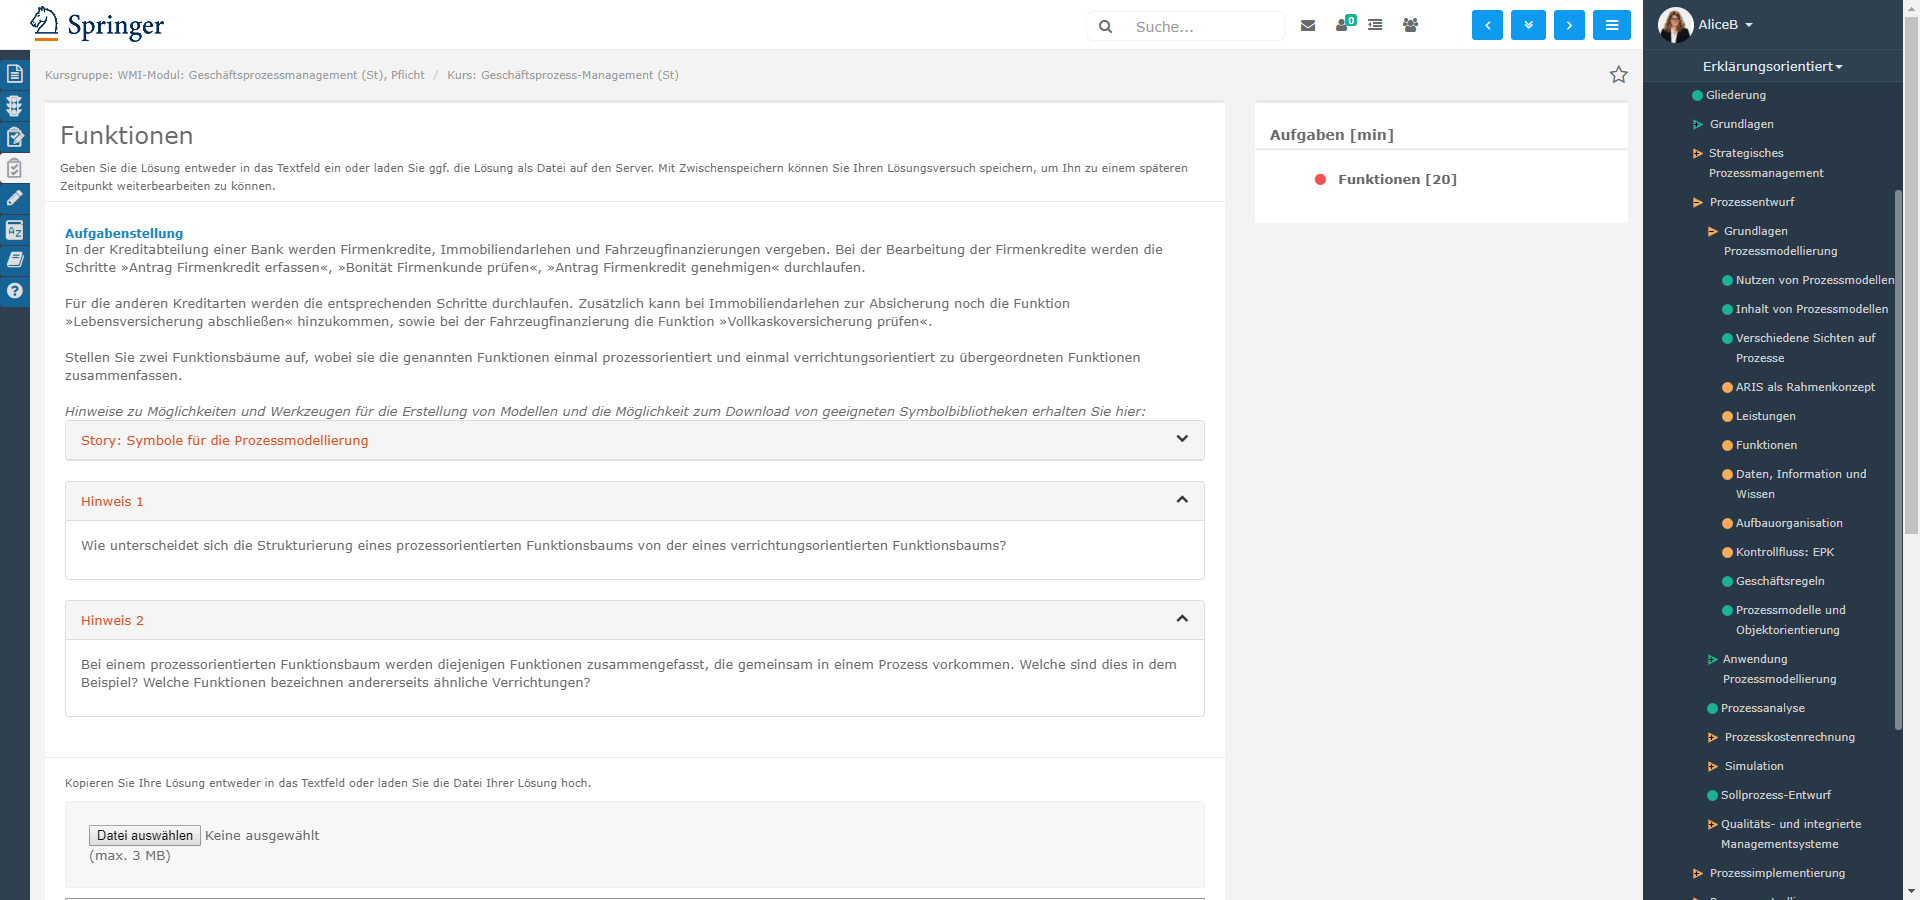 Springer
Suche...
0
AliceB
Kursgruppe: WMI-Modul: Geschäftsprozessmanagement (St), Pflicht / Kurs: Geschäftsprozess-Management (St)
Funktionen
Geben Sie die Lösung entweder in das Textfeld ein oder laden Sie ggf. die Lösung als Datei auf den Server. Mit Zwischenspeichern können Sie Ihren Lösungsversuch speichern, um Ihn zu einem späteren
Zeitpunkt weiterbearbeiten zu können.
Aufgabenstellung
In der Kreditabteilung einer Bank werden Firmenkredite, Immobiliendarlehen und Fahrzeugfinanzierungen vergeben. Bei der Bearbeitung der Firmenkredite werden die
Schritte »Antrag Firmenkredit erfassen«, »Bonität Firmenkunde prüfen«, »Antrag Firmenkredit genehmigen« durchlaufen.
Für die anderen Kreditarten werden die entsprechenden Schritte durchlaufen. Zusätzlich kann bei Immobiliendarlehen zur Absicherung noch die Funktion
»Lebensversicherung abschließen« hinzukommen, sowie bei der Fahrzeugfinanzierung die Funktion »Vollkaskoversicherung prüfen«.
Stellen Sie zwei Funktionsbäume auf, wobei sie die genannten Funktionen einmal prozessorientiert und einmal verrichtungsorientiert zu übergeordneten Funktionen
zusammenfassen.
Hinweise zu Möglichkeiten und Werkzeugen für die Erstellung von Modellen und die Möglichkeit zum Download von geeigneten Symbolbibliotheken erhalten Sie hier:
Story: Symbole für die Prozessmodellierung
Hinweis 1
Wie unterscheidet sich die Strukturierung eines prozessorientierten Funktionsbaums von der eines verrichtungsorientierten Funktionsbaums?
Hinweis 2
Bei einem prozessorientierten Funktionsbaum werden diejenigen Funktionen zusammengefasst, die gemeinsam in einem Prozess vorkommen. Welche sind dies in dem
Beispiel? Welche Funktionen bezeichnen andererseits ähnliche Verrichtungen?
Kopieren Sie Ihre Lösung entweder in das Textfeld oder laden Sie die Datei Ihrer Lösung hoch.
Datei auswählen Keine ausgewählt
(max. 3 MB)
Aufgaben [min]
Funktionen [20]
Erklärungsorientiert
Gliederung
Grundlagen
Strategisches
Prozessmanagement
Prozessentwurf
Grundlagen
Prozessmodellierung
Nutzen von Prozessmodellen
Inhalt von Prozessmodellen
Verschiedene Sichten auf
Prozesse
ARIS als Rahmenkonzept
Leistungen
Funktionen
Daten, Information und
Wissen
Aufbauorganisation
Kontrollfluss: EPK
Geschäftsregeln
Prozessmodelle und
Objektorientierung
Anwendung
Prozessmodellierung
Prozessanalyse
Prozesskostenrechnung
Simulation
Sollprozess-Entwurf
Qualitäts- und integrierte
Managementsysteme
Prozessimplementierung